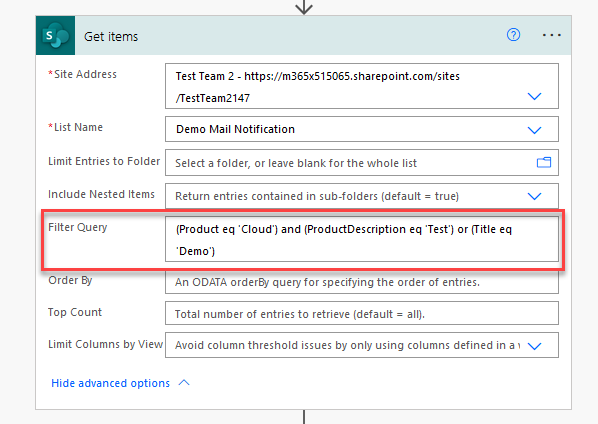 Get items
* Site Address
Test Team 2 - https://m365x515065.sharepoint.com/sites
/TestTeam2147
* List Name
Demo Mail Notification
Limit Entries to Folder
Select a folder, or leave blank for the whole list
Include Nested Items
Return entries contained in sub-folders (default = true)
Filter Query
(Product eq 'Cloud') and (ProductDescription eq 'Test') or (Title eq
'Demo')
Order By
An ODATA orderBy query for specifying the order of entries.
Top Count
Total number of entries to retrieve (default = all).
Limit Columns by View
Avoid column threshold issues by only using columns defined in a
Hide advanced options